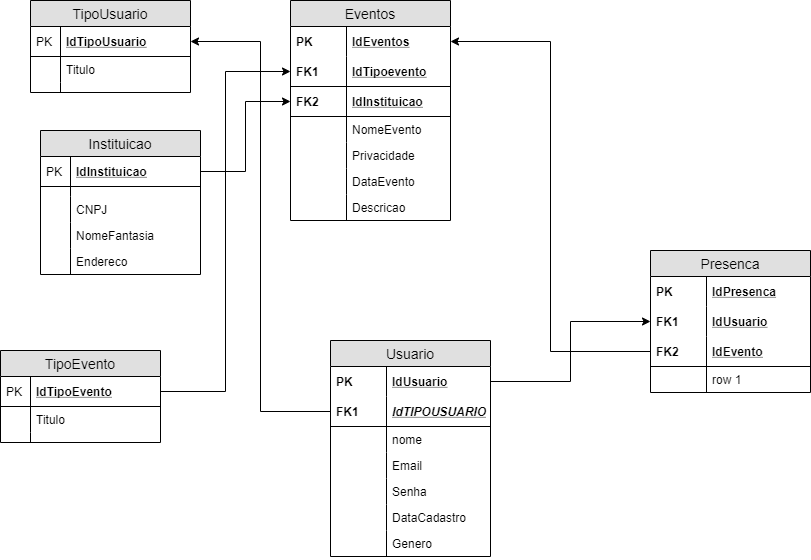 TipoUsuario
PK IdTipoUsuario
Titulo
Eventos
PK IdEventos
FK1 IdTipoevento
FK2 IdInstituicao
NomeEvento
Privacidade
DataEvento
Descricao
Instituicao
PK IdInstituicao
CNPJ
NomeFantasia
Endereco
Presenca
PK IdPresenca
FK1 IdUsuario
FK2 IdEvento
row 1
TipoEvento
PK IdTipoEvento
Titulo
Usuario
PK IdUsuario
FK1 IdTIPOUSUARIO
nome
Email
Senha
DataCadastro
Genero